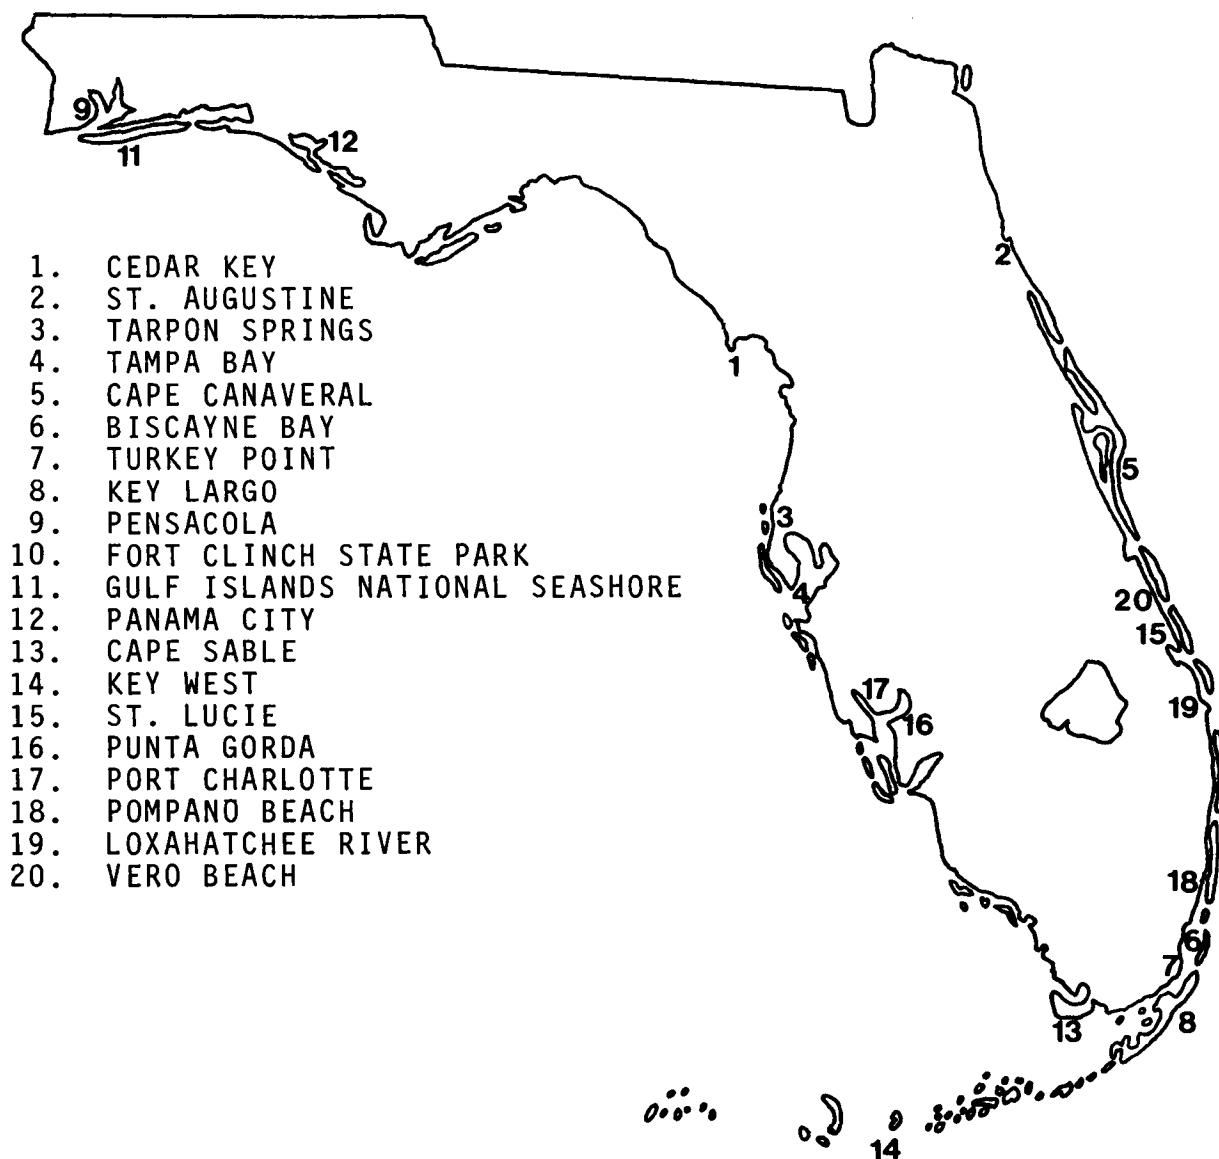 9
11
12
2
1. CEDAR KEY
2. ST. AUGUSTINE
3. TARPON SPRINGS
4. TAMPA BAY
5. CAPE CANAVERAL
6. BISCAYNE BAY
7. TURKEY POINT
8. KEY LARGO
9. PENSACOLA
10. FORT CLINCH STATE PARK
11. GULF ISLANDS NATIONAL SEASHORE
12. PANAMA CITY
13. CAPE SABLE
14. KEY WEST
15. ST. LUCIE
16. PUNTA GORDA
17. PORT CHARLOTTE
18. POMPANO BEACH
19. LOXAHATCHEE RIVER
20. VERO BEACH
1
5
3
4
20
15
17
16
19
18
6
7
8
13
14